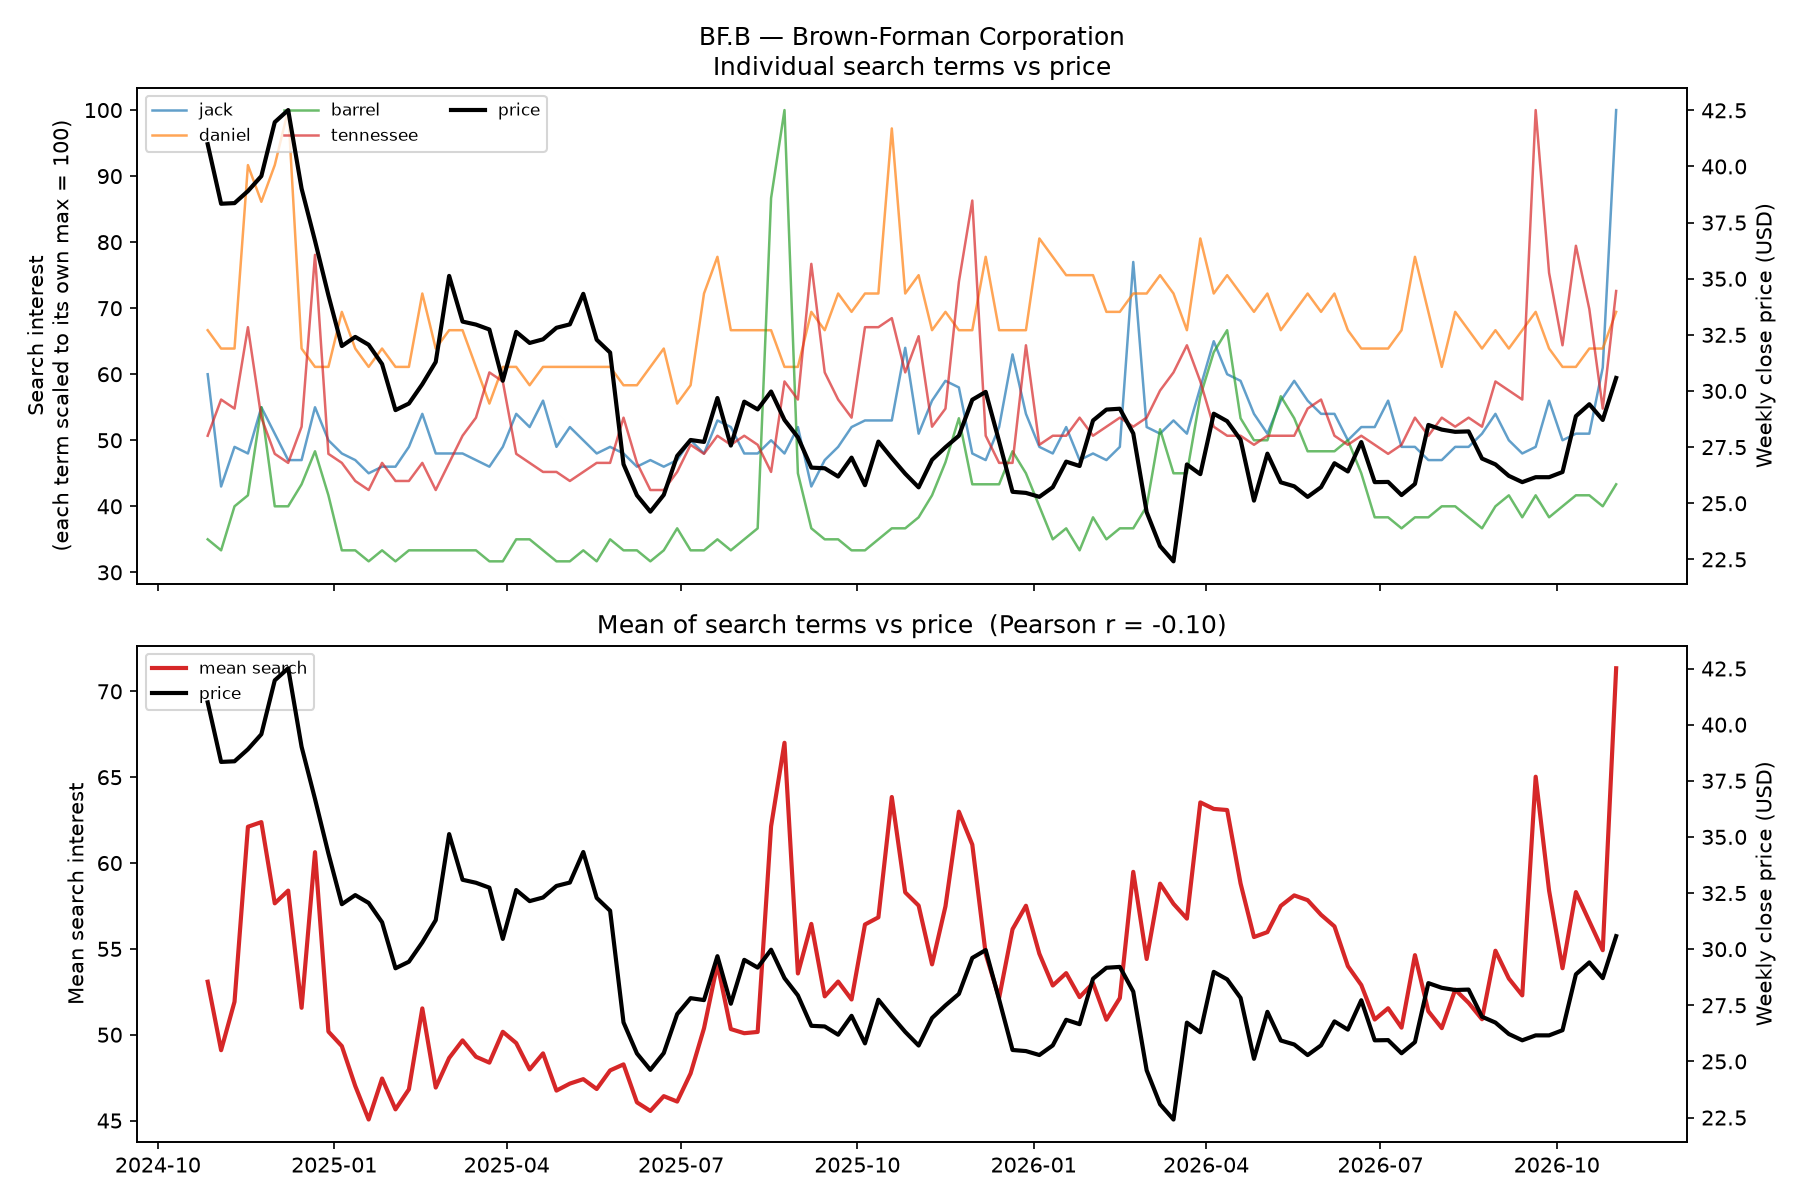 BF.B — Brown-Forman Corporation
Individual search terms vs price
jack
daniel
barrel
tennessee
price
Search interest
(each term scaled to its own max = 100)
100
90
80
70
60
50
40
30
42.5
40.0
37.5
35.0
32.5
30.0
27.5
25.0
22.5
Weekly close price (USD)
Mean of search terms vs price  (Pearson r = -0.10)
mean search
price
Mean search interest
70
65
60
55
50
45
42.5
40.0
37.5
35.0
32.5
30.0
27.5
25.0
22.5
Weekly close price (USD)
2024-10
2025-01
2025-04
2025-07
2025-10
2026-01
2026-04
2026-07
2026-10